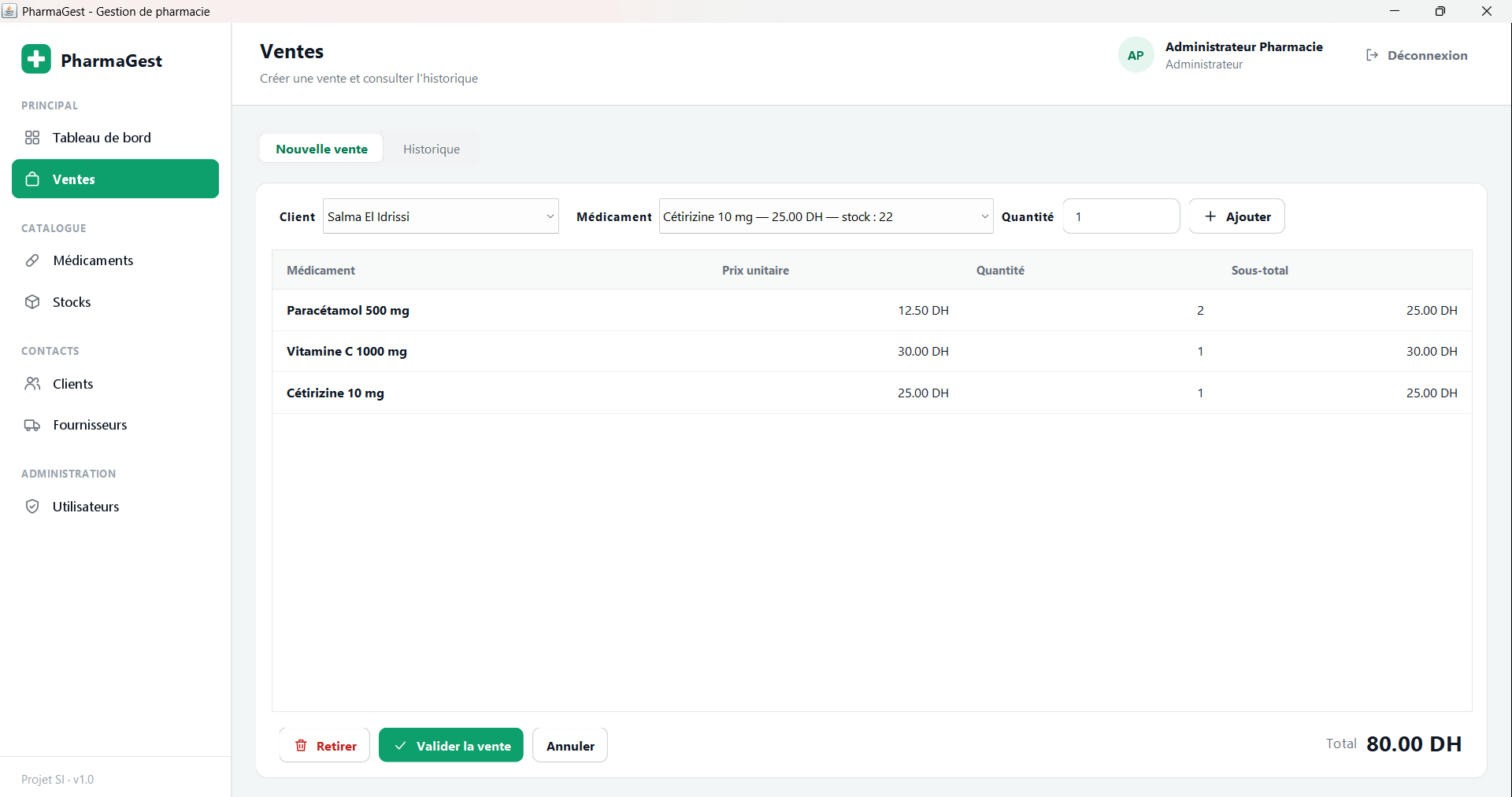 PharmaGest - Gestion de pharmacie
PharmaGest
PRINCIPAL
Tableau de bord
Ventes
CATALOGUE
Médicaments
Stocks
CONTACTS
Clients
Fournisseurs
ADMINISTRATION
Utilisateurs
Projet SI - v1.0
Ventes
Créer une vente et consulter l'historique
AP
Administrateur Pharmacie
Administrateur
Déconnexion
Nouvelle vente Historique
Client Salma El Idrissi Médicament Cétirizine 10 mg — 25.00 DH — stock : 22 Quantité 1 + Ajouter
Médicament Prix unitaire Quantité Sous-total
Paracétamol 500 mg 12.50 DH 2 25.00 DH
Vitamine C 1000 mg 30.00 DH 1 30.00 DH
Cétirizine 10 mg 25.00 DH 1 25.00 DH
Retirer Valider la vente Annuler Total 80.00 DH